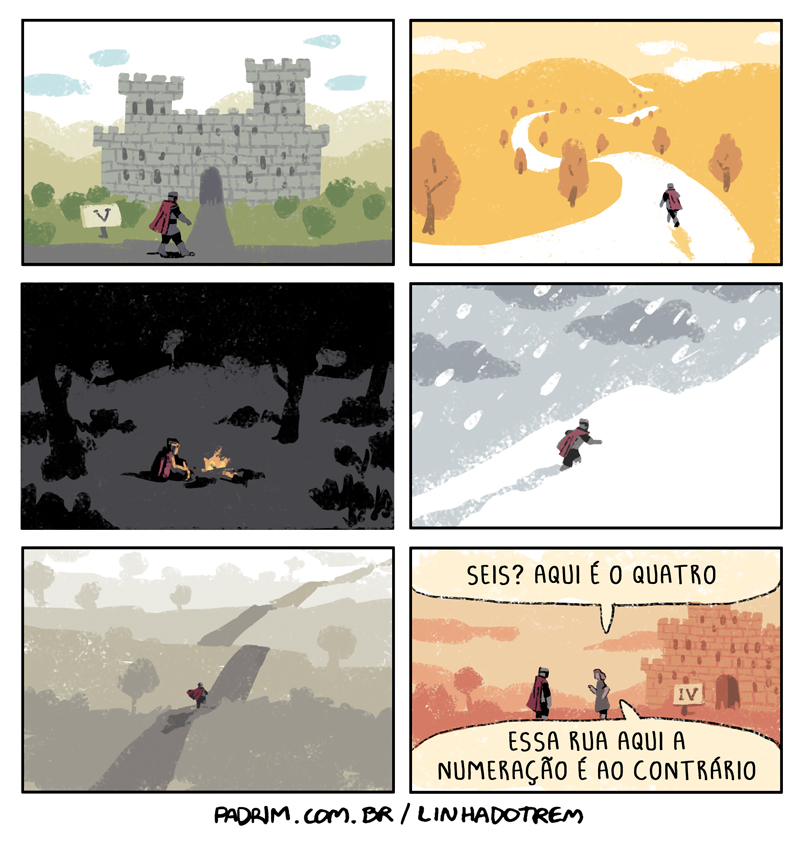 V
SEIS? AQUI É O QUATRO
IV
ESSA RUA AQUI A
NUMERAÇÃO É AO CONTRÁRIO
PADRIM.COM.BR / LINHADOTREM